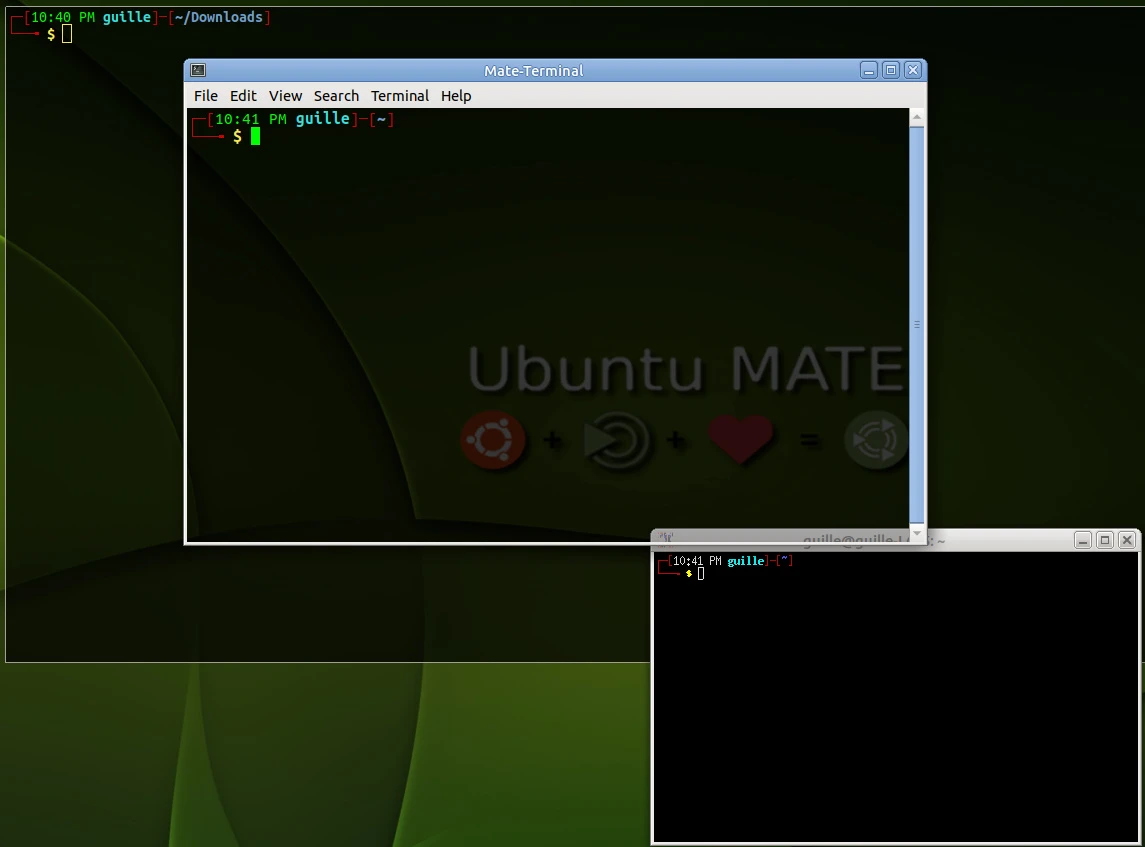 [10:40 PM guille]-[~/Downloads]
$
Mate-Terminal
File Edit View Search Terminal Help
[10:41 PM guille]-[~]
$
Ubuntu MATE
+ + =
: ~
[10:41 PM guille]-[~]
$